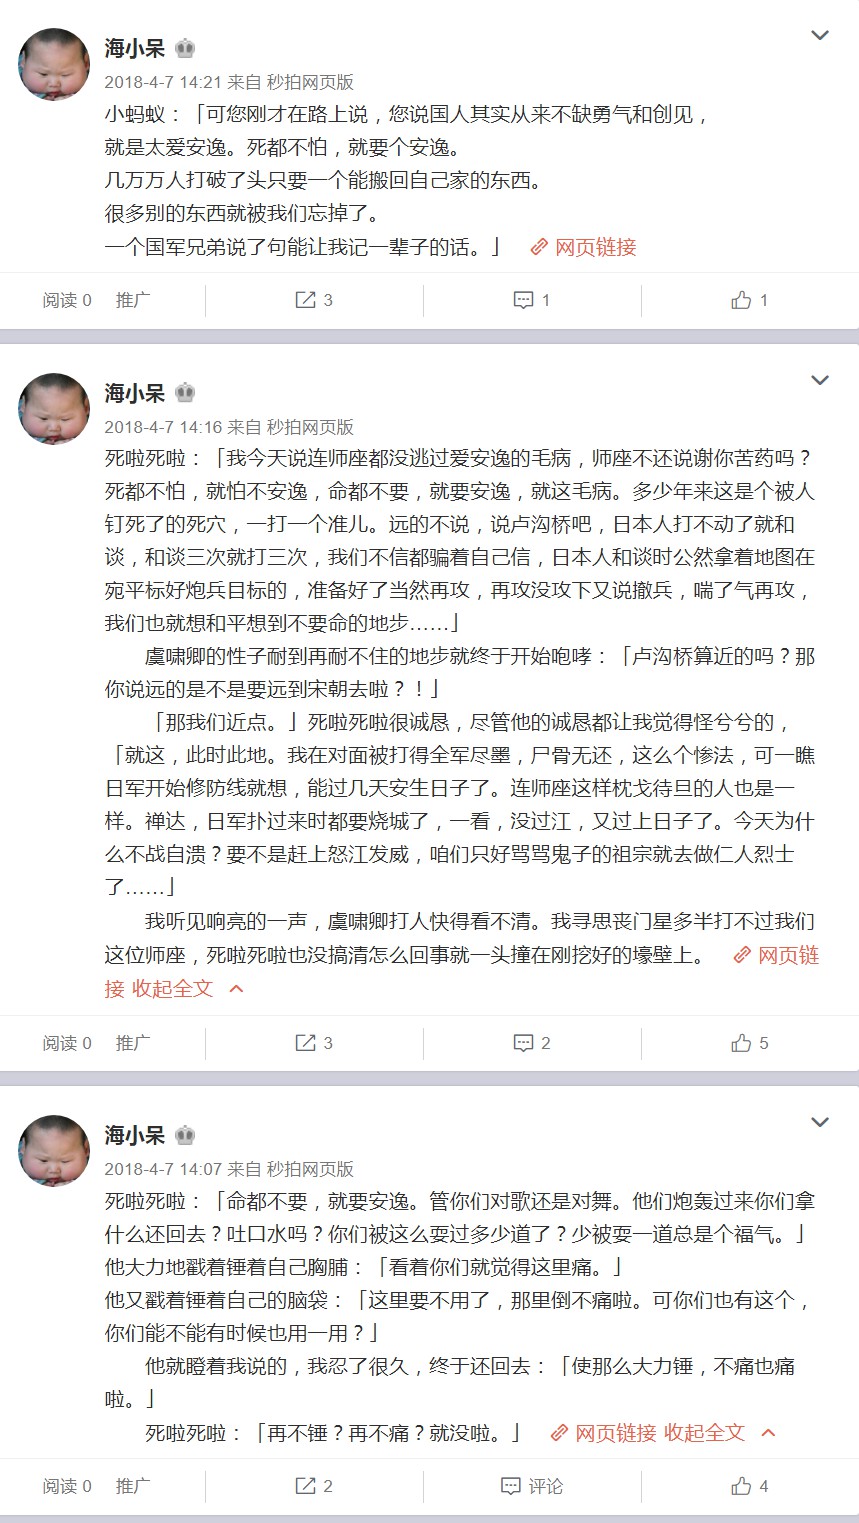 海小呆
2018-4-7 14:21 来自 秒拍网页版
小蚂蚁：「可您刚才在路上说，您说国人其实从来不缺勇气和创见，
就是太爱安逸。死都不怕，就要个安逸。
几万万人打破了头只要一个能搬回自己家的东西。
很多别的东西就被我们忘掉了。
一个国军兄弟说了句能让我记一辈子的话。」 网页链接
阅读 0 推广 3 1 1
海小呆
2018-4-7 14:16 来自 秒拍网页版
死啦死啦：「我今天说连师座都没逃过爱安逸的毛病，师座不还说谢你苦药吗？
死都不怕，就怕不安逸，命都不要，就要安逸，就这毛病。多少年来这是个被人
钉死了的死穴，一打一个准儿。远的不说，说卢沟桥吧，日本人打不动了就和
谈，和谈三次就打三次，我们不信都骗着自己信，日本人和谈时公然拿着地图在
宛平标好炮兵目标的，准备好了当然再攻，再攻没攻下又说撤兵，喘了气再攻，
我们也就想和平想到不要命的地步……」
虞啸卿的性子耐到再耐不住的地步就终于开始咆哮：「卢沟桥算近的吗？那
你说远的是不是要远到宋朝去啦？！」
「那我们近点。」死啦死啦很诚恳，尽管他的诚恳都让我觉得怪兮兮的，
「就这，此时此地。我在对面被打得全军尽墨，尸骨无还，这么个惨法，可一瞧
日军开始修防线就想，能过几天安生日子了。连师座这样枕戈待旦的人也是一
样。禅达，日军扑过来时都要烧城了，一看，没过江，又过上日子了。今天为什
么不战自溃？要不是赶上怒江发威，咱们只好骂骂鬼子的祖宗就去做仁人烈士
了……」
我听见响亮的一声，虞啸卿打人快得看不清。我寻思丧门星多半打不过我们
这位师座，死啦死啦也没搞清怎么回事就一头撞在刚挖好的壕壁上。 网页链
接 收起全文
阅读 0 推广 3 2 5
海小呆
2018-4-7 14:07 来自 秒拍网页版
死啦死啦：「命都不要，就要安逸。管你们对歌还是对舞。他们炮轰过来你们拿
什么还回去？吐口水吗？你们被这么耍过多少道了？少被耍一道总是个福气。」
他大力地戳着锤着自己胸脯：「看着你们就觉得这里痛。」
他又戳着锤着自己的脑袋：「这里要不用了，那里倒不痛啦。可你们也有这个，
你们能不能有时候也用一用？」
他就瞪着我说的，我忍了很久，终于还回去：「使那么大力锤，不痛也痛
啦。」
死啦死啦：「再不锤？再不痛？就没啦。」 网页链接 收起全文
阅读 0 推广 2 评论 4